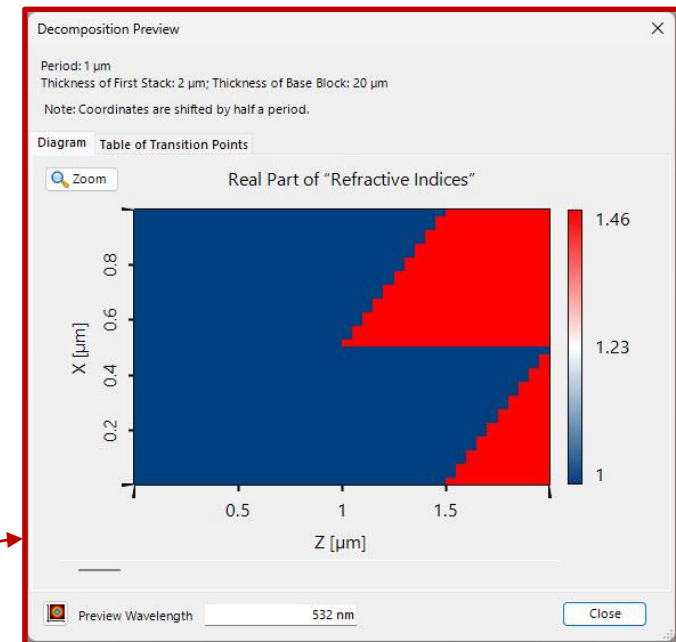 Decomposition Preview
Period: 1 µm
Thickness of First Stack: 2 µm; Thickness of Base Block: 20 µm
Note: Coordinates are shifted by half a period.
Diagram Table of Transition Points
Zoom
Real Part of “Refractive Indices”
X [µm]
0.8
0.6
0.4
0.2
0.5 1 1.5
Z [µm]
1.46
1.23
1
Preview Wavelength 532 nm Close